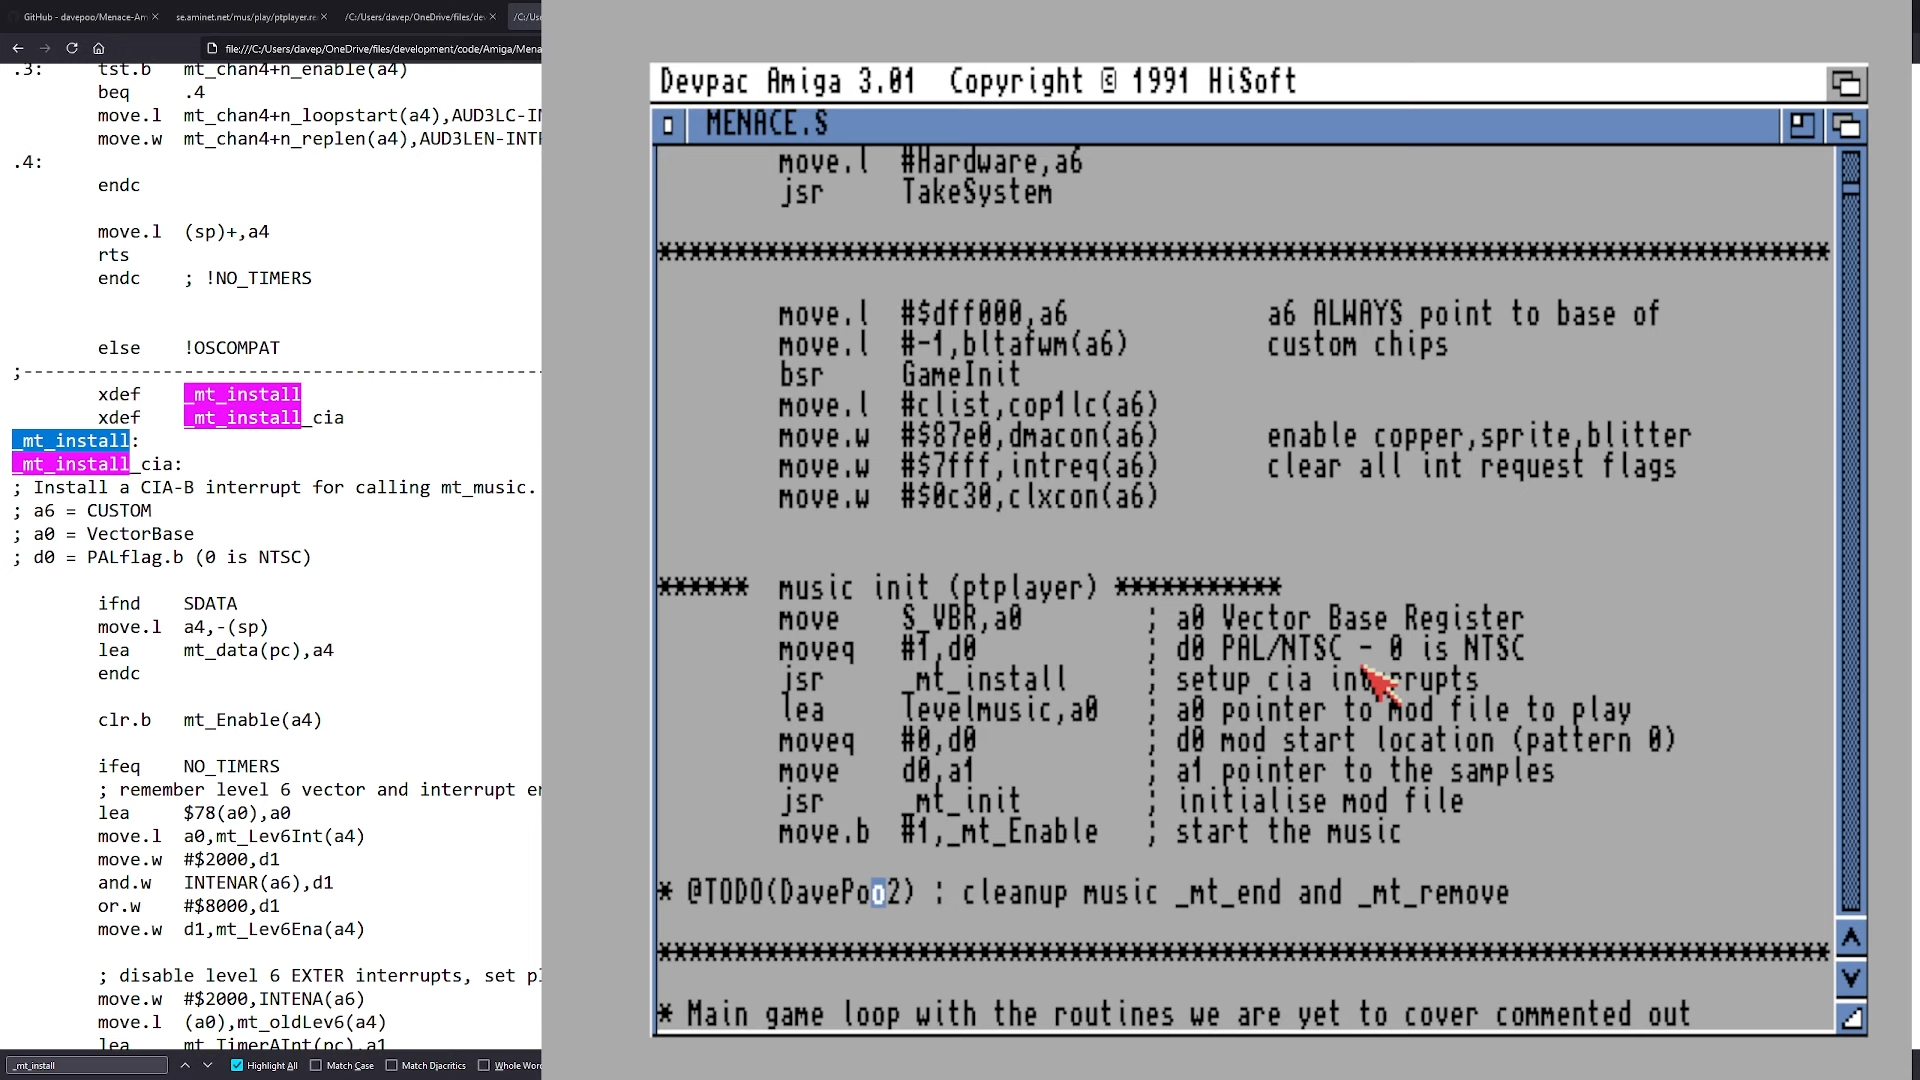 GitHub - davepoo/Menace-Am
se.aminet.net/mus/play/ptplayer.re
/C:/Users/davep/OneDrive/files/dev
/C:/Use
file:///C:/Users/davep/OneDrive/files/development/code/Amiga/Mena
.3: tst.b mt_chan4+n_enable(a4)
beq .4
move.l mt_chan4+n_loopstart(a4),AUD3LC-IN
move.w mt_chan4+n_replen(a4),AUD3LEN-INTR
.4:
endc
move.l (sp)+,a4
rts
endc ; !NO_TIMERS
else !OSCOMPAT
;---------------------------------------------------
xdef _mt_install
xdef _mt_install_cia
_mt_install:
_mt_install_cia:
; Install a CIA-B interrupt for calling mt_music.
; a6 = CUSTOM
; a0 = VectorBase
; d0 = PALflag.b (0 is NTSC)
ifnd SDATA
move.l a4,-(sp)
lea mt_data(pc),a4
endc
clr.b mt_Enable(a4)
ifeq NO_TIMERS
; remember level 6 vector and interrupt en
lea $78(a0),a0
move.l a0,mt_Lev6Int(a4)
move.w #$2000,d1
and.w INTENAR(a6),d1
or.w #$8000,d1
move.w d1,mt_Lev6Ena(a4)
; disable level 6 EXTER interrupts, set pl
move.w #$2000,INTENA(a6)
move.l (a0),mt_oldLev6(a4)
lea mt_TimerAInt(pc),a1
_mt_install
Highlight All
Match Case
Match Diacritics
Whole Word
Devpac Amiga 3.01 Copyright © 1991 HiSoft
MENACE.S
move.l #Hardware,a6
jsr TakeSystem
******************************************************************************
move.l #$dff000,a6 a6 ALWAYS point to base of
move.l #-1,bltafwm(a6) custom chips
bsr GameInit
move.l #clist,cop1lc(a6)
move.w #$87e0,dmacon(a6) enable copper,sprite,blitter
move.w #$7fff,intreq(a6) clear all int request flags
move.w #$0c30,clxcon(a6)
****** music init (ptplayer) ***********
move S_VBR,a0 ; a0 Vector Base Register
moveq #1,d0 ; d0 PAL/NTSC - 0 is NTSC
jsr _mt_install ; setup cia interrupts
lea levelmusic,a0 ; a0 pointer to mod file to play
moveq #0,d0 ; d0 mod start location (pattern 0)
move d0,a1 ; a1 pointer to the samples
jsr _mt_init ; initialise mod file
move.b #1,_mt_Enable ; start the music
* @TODO(DavePoo2) : cleanup music _mt_end and _mt_remove
******************************************************************************
* Main game loop with the routines we are yet to cover commented out